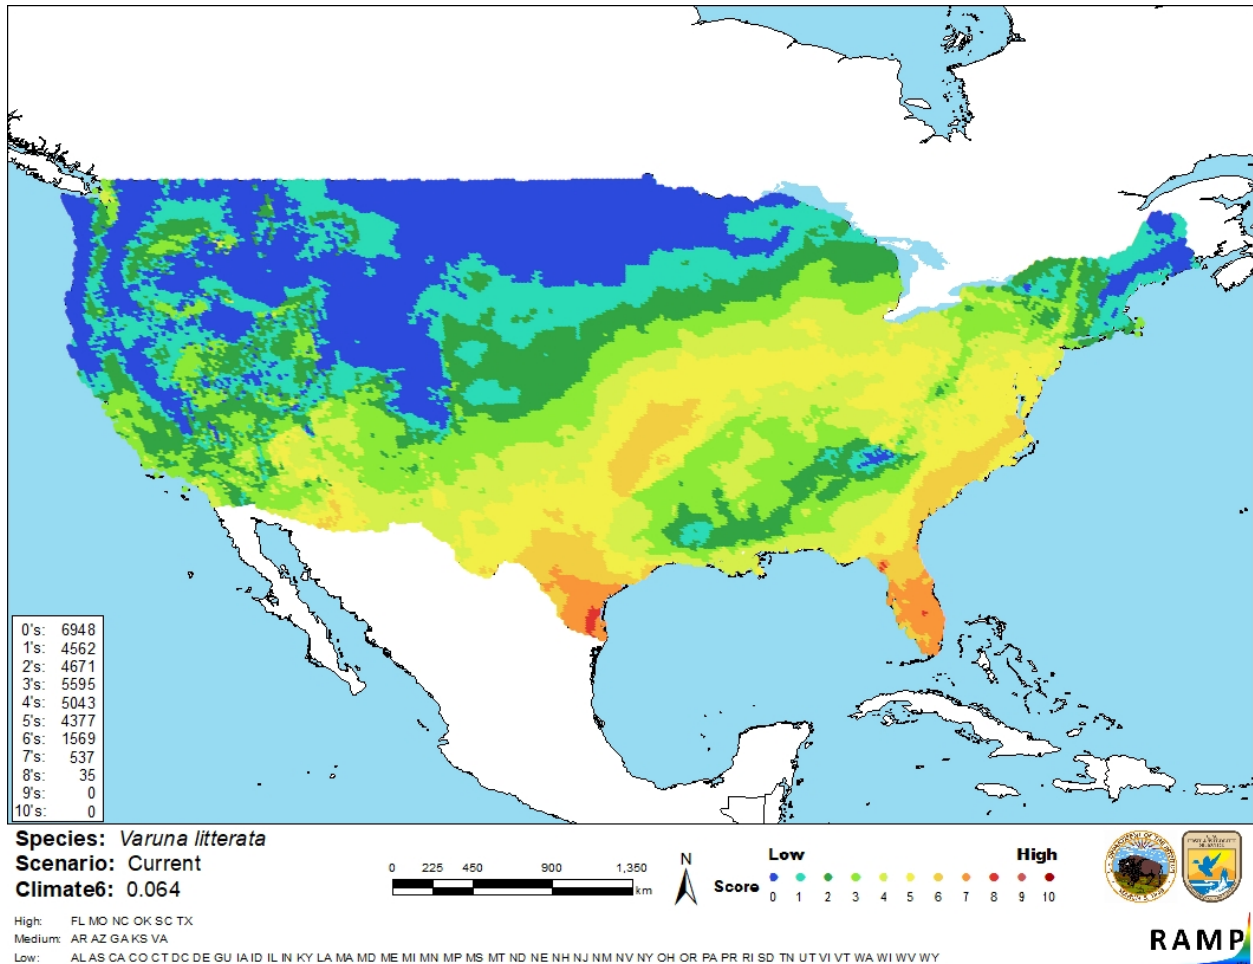 0's: 6948
1's: 4562
2's: 4671
3's: 5595
4's: 5043
5's: 4377
6's: 1569
7's: 537
8's: 35
9's: 0
10's: 0
Species: Varuna litterata
Scenario: Current
Climate6: 0.064
0 225 450 900 1,350
km
N
Low High
Score
0 1 2 3 4 5 6 7 8 9 10
High: FL MO NC OK SC TX
Medium: AR AZ GA KS VA
Low: AL AS CA CO CT DC DE GU IA ID IL IN KY LA MA MD ME MI MN MP MS MT ND NE NH NJ NM NV NY OH OR PA PR RI SD TN UT VI VT WA WI WV WY
U.S.
FISH & WILDLIFE
SERVICE
RAMP